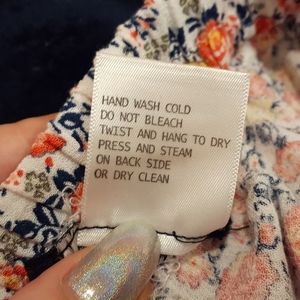 HAND WASH COLD
DO NOT BLEACH
TWIST AND HANG TO DRY
PRESS AND STEAM
ON BACK SIDE
OR DRY CLEAN